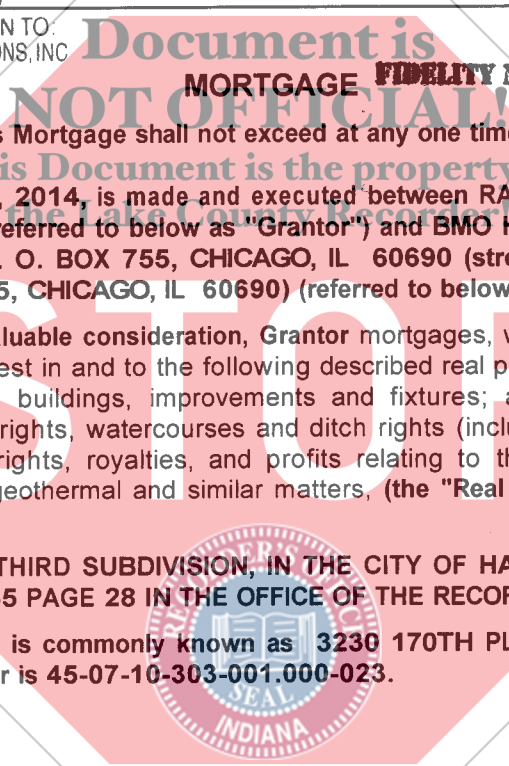 N TO:
NS, INC
Document is
MORTGAGE
FIDELITY
NOT OFFICIAL!
s Mortgage shall not exceed at any one tim
is Document is the property
, 2014, is made and executed between RA
the Lake County Recorder!
referred to below as "Grantor") and BMO H
. O. BOX 755, CHICAGO, IL 60690 (str
5, CHICAGO, IL 60690) (referred to below
STOP
aluable consideration, Grantor mortgages,
est in and to the following described real p
buildings, improvements and fixtures; a
rights, watercourses and ditch rights (inclu
rights, royalties, and profits relating to th
geothermal and similar matters, (the "Real
THIRD SUBDIVISION, IN THE CITY OF HA
5 PAGE 28 IN THE OFFICE OF THE RECOR
is commonly known as 3230 170TH PL
r is 45-07-10-303-001.000-023.
RECORDER'S OFFICE
SEAL
INDIANA